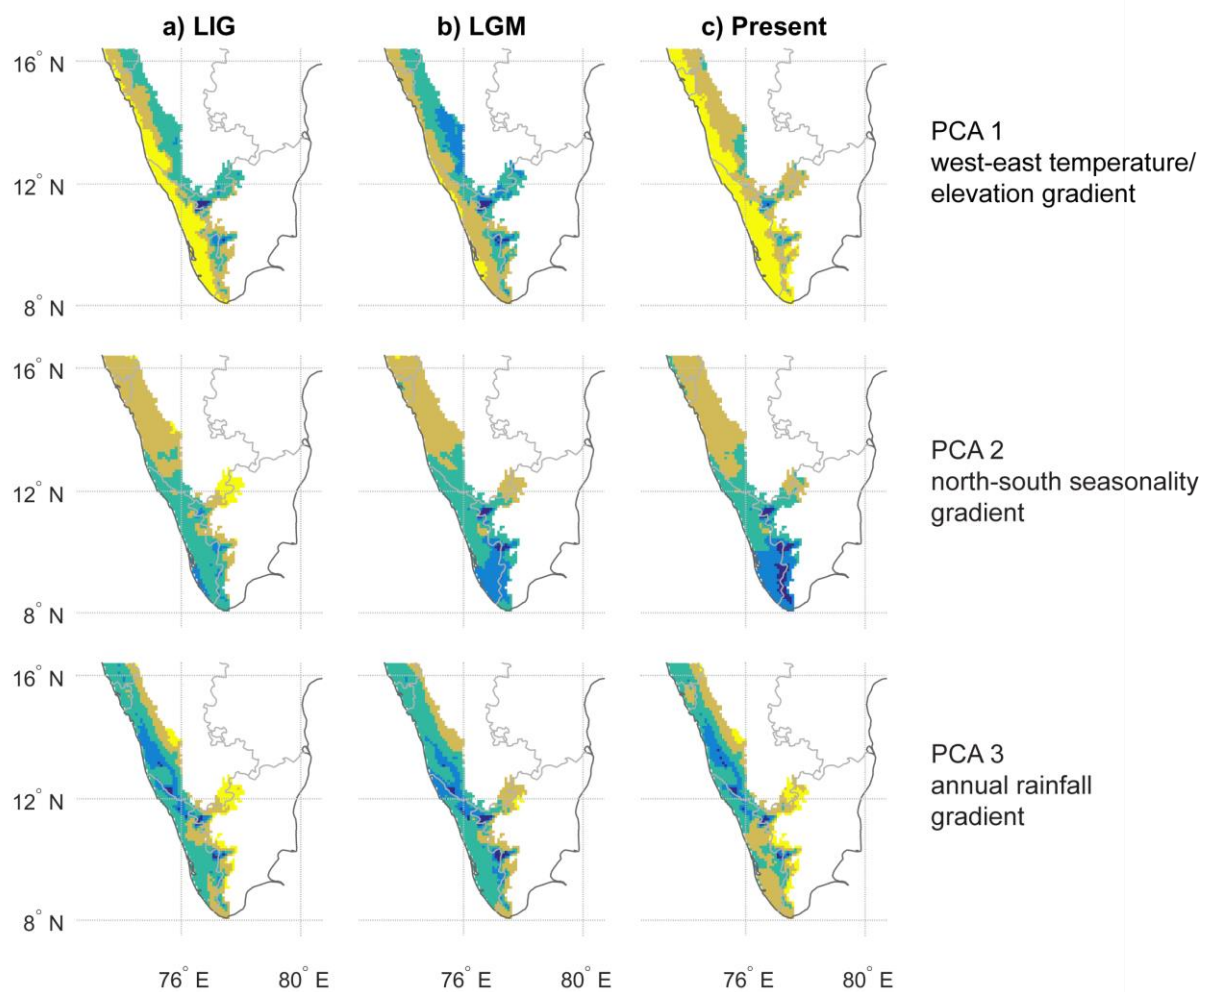 a) LIG
b) LGM
c) Present
16° N
12° N
8° N
PCA 1
west-east temperature/
elevation gradient
16° N
12° N
8° N
PCA 2
north-south seasonality
gradient
16° N
12° N
8° N
PCA 3
annual rainfall
gradient
76° E
80° E
76° E
80° E
76° E
80° E